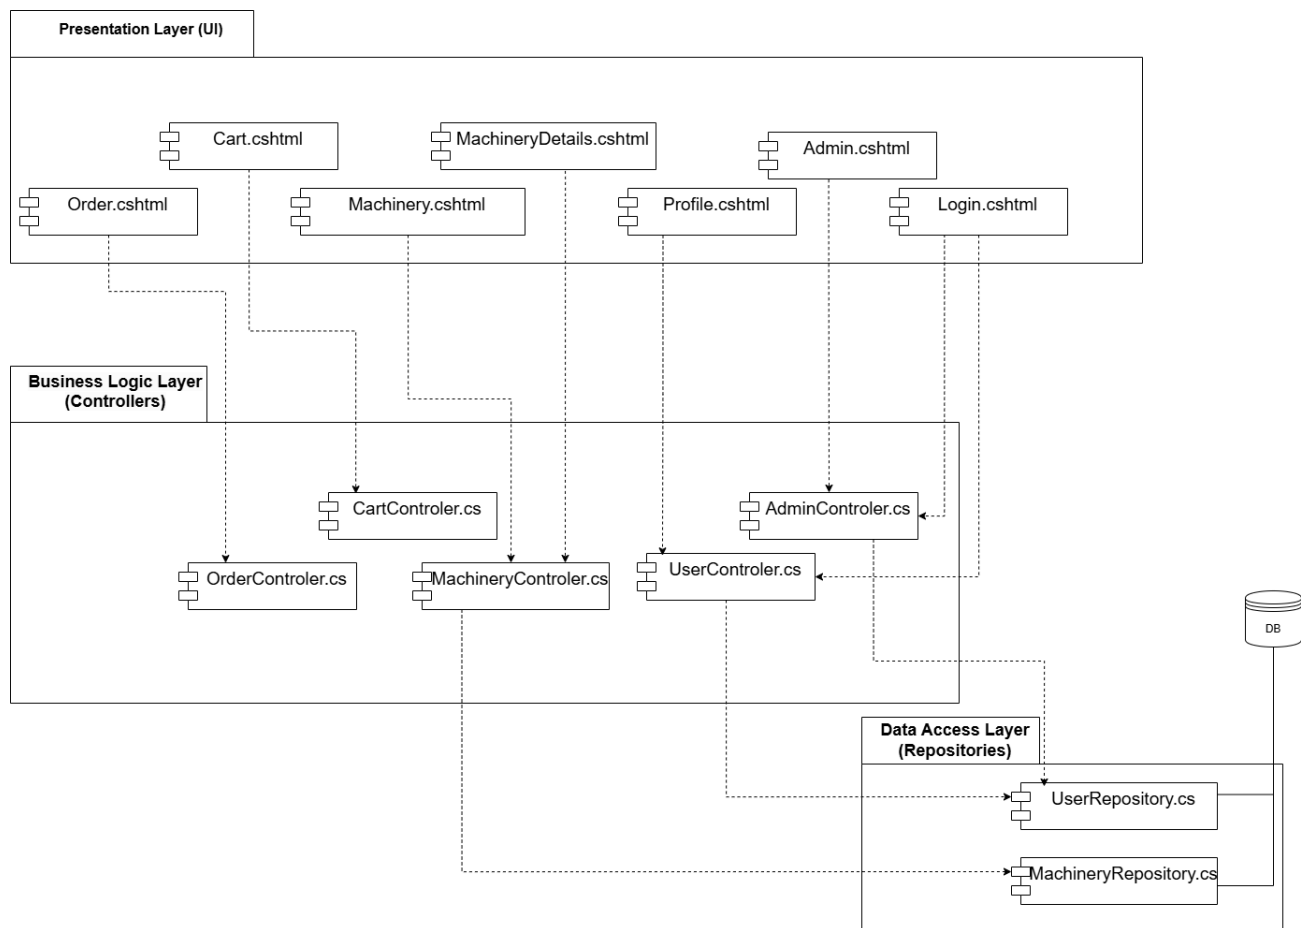 Presentation Layer (UI)
Cart.cshtml
MachineryDetails.cshtml
Admin.cshtml
Order.cshtml
Machinery.cshtml
Profile.cshtml
Login.cshtml
Business Logic Layer
(Controllers)
CartControler.cs
AdminControler.cs
OrderControler.cs
MachineryControler.cs
UserControler.cs
DB
Data Access Layer
(Repositories)
UserRepository.cs
MachineryRepository.cs